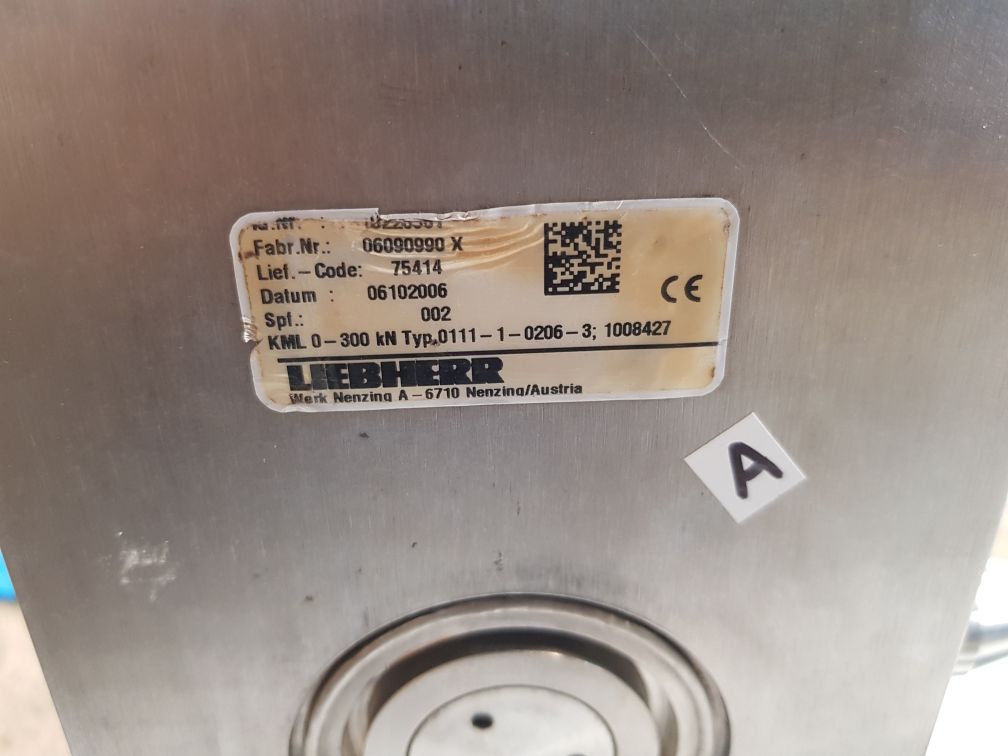 Fabr.Nr.: 06090990 X
Lief.-Code: 75414
Datum : 06102006
Spf.: 002
KML 0-300 kN Typ.0111-1-0206-3; 1008427
CE
LIEBHERR
Werk Nenzing A-6710 Nenzing/Austria
A